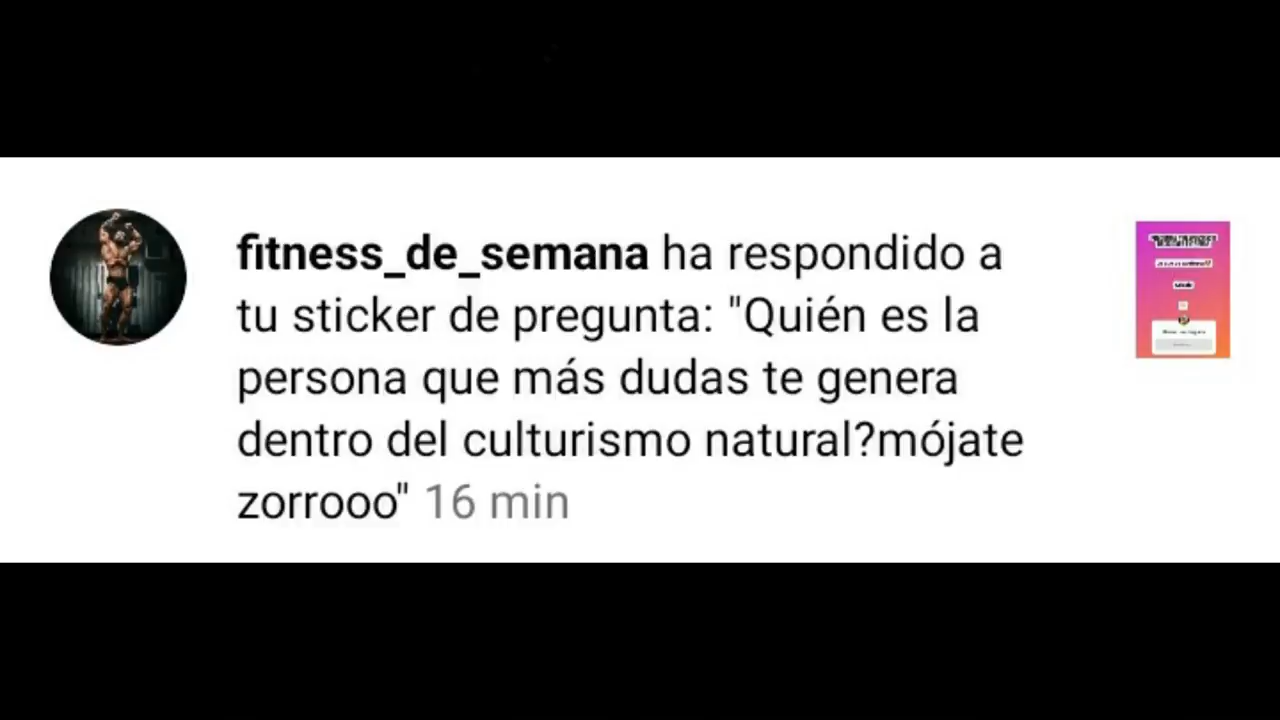 fitness_de_semana ha respondido a
tu sticker de pregunta: "Quién es la
persona que más dudas te genera
dentro del culturismo natural?mójate
zorrooo" 16 min